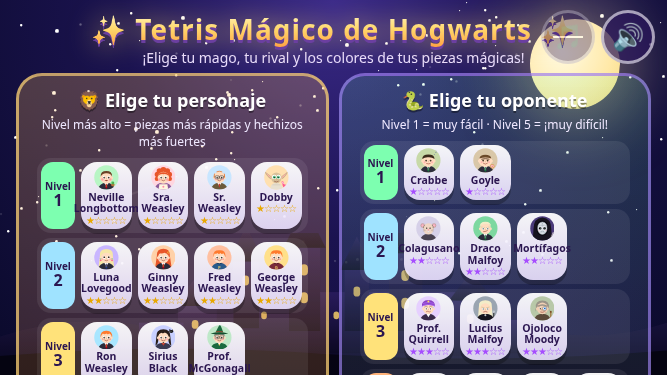 ✨ Tetris Mágico de Hogwarts ✨
¡Elige tu mago, tu rival y los colores de tus piezas mágicas!
🦁 Elige tu personaje
Nivel más alto = piezas más rápidas y hechizos
más fuertes
Nivel
1
Neville
Longbottom
★☆☆☆☆
Sra.
Weasley
★☆☆☆☆
Sr.
Weasley
★☆☆☆☆
Dobby
★☆☆☆☆
Nivel
2
Luna
Lovegood
★★☆☆☆
Ginny
Weasley
★★☆☆☆
Fred
Weasley
★★☆☆☆
George
Weasley
★★☆☆☆
Nivel
3
Ron
Weasley
Sirius
Black
Prof.
McGonagall
🐍 Elige tu oponente
Nivel 1 = muy fácil · Nivel 5 = ¡muy difícil!
Nivel
1
Crabbe
★☆☆☆☆
Goyle
★☆☆☆☆
Nivel
2
Colagusano
★★☆☆☆
Draco
Malfoy
★★☆☆☆
Mortífagos
★★☆☆☆
Nivel
3
Prof.
Quirrell
★★★☆☆
Lucius
Malfoy
★★★☆☆
Ojoloco
Moody
★★★☆☆